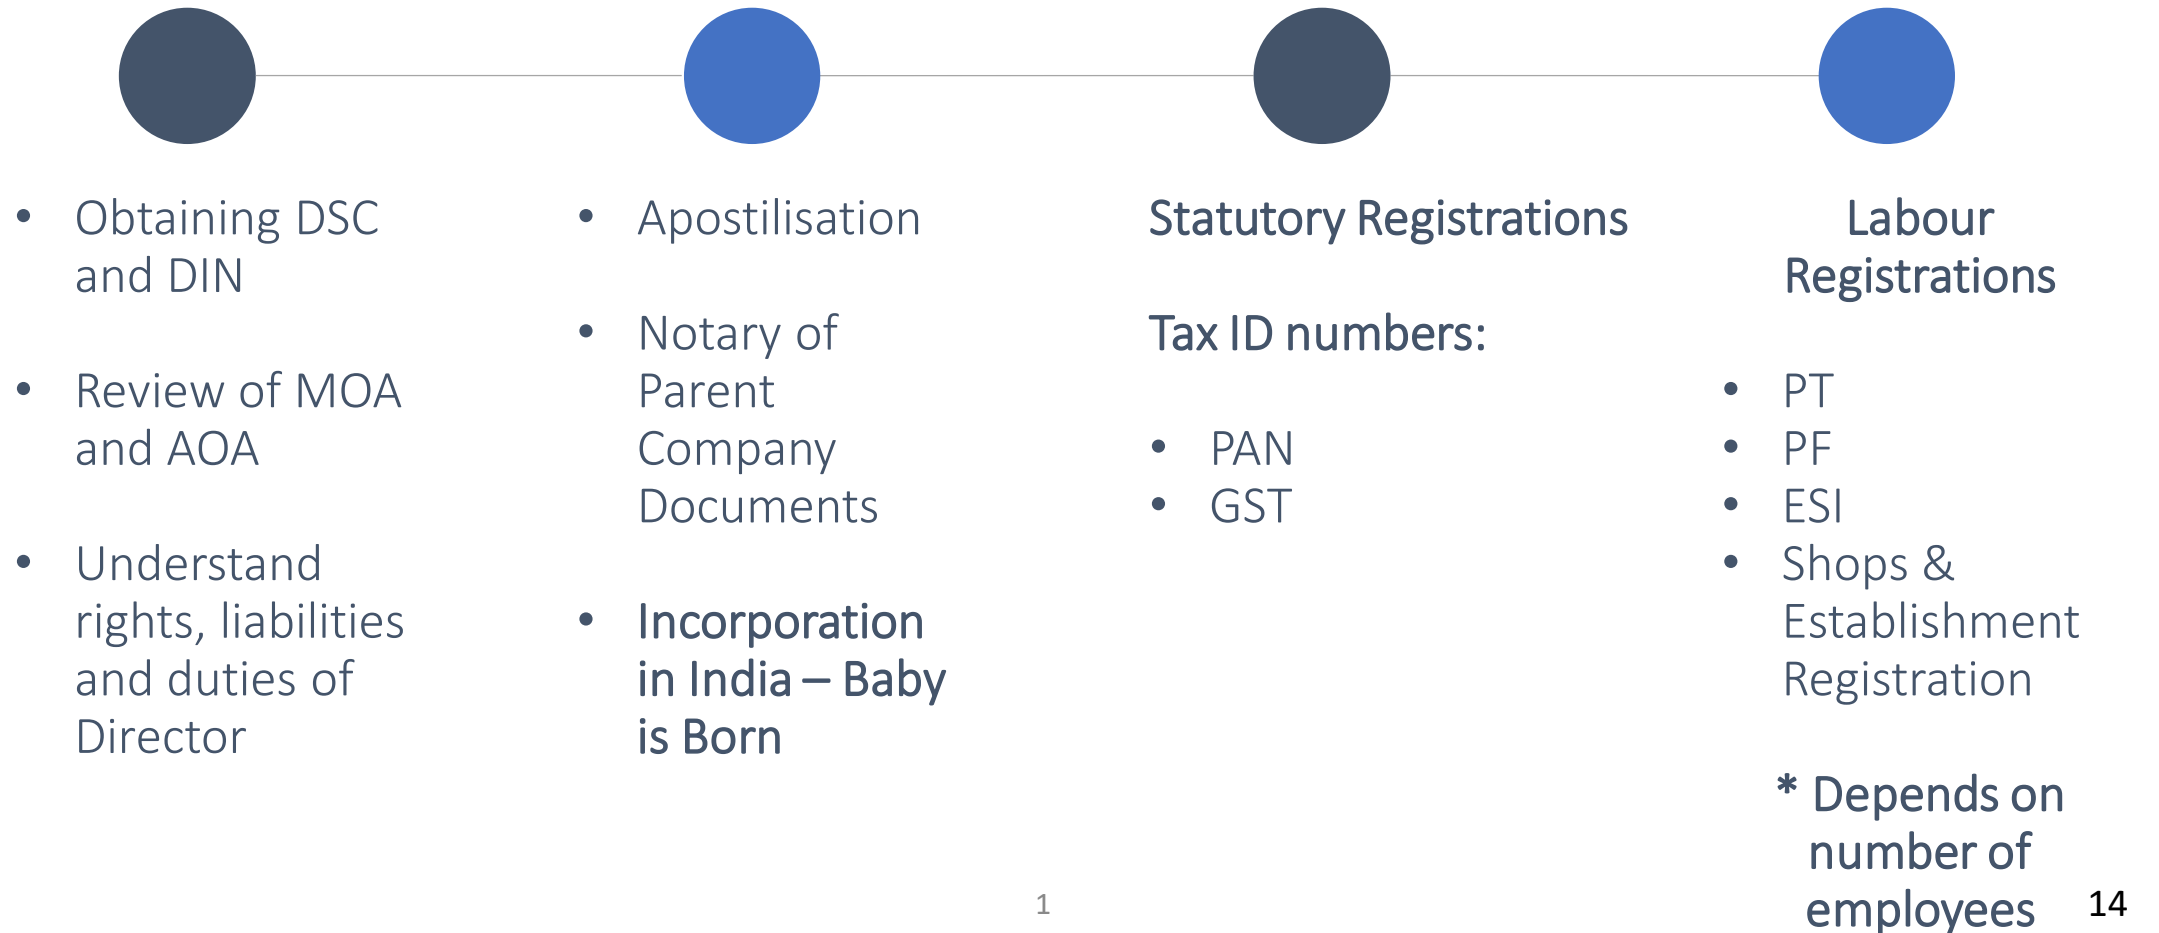 • Obtaining DSC
and DIN
• Review of MOA
and AOA
• Understand
rights, liabilities
and duties of
Director
• Apostilisation
• Notary of
Parent
Company
Documents
• Incorporation
in India – Baby
is Born
Statutory Registrations
Tax ID numbers:
• PAN
• GST
Labour
Registrations
• PT
• PF
• ESI
• Shops &
Establishment
Registration
* Depends on
number of
employees
1
14